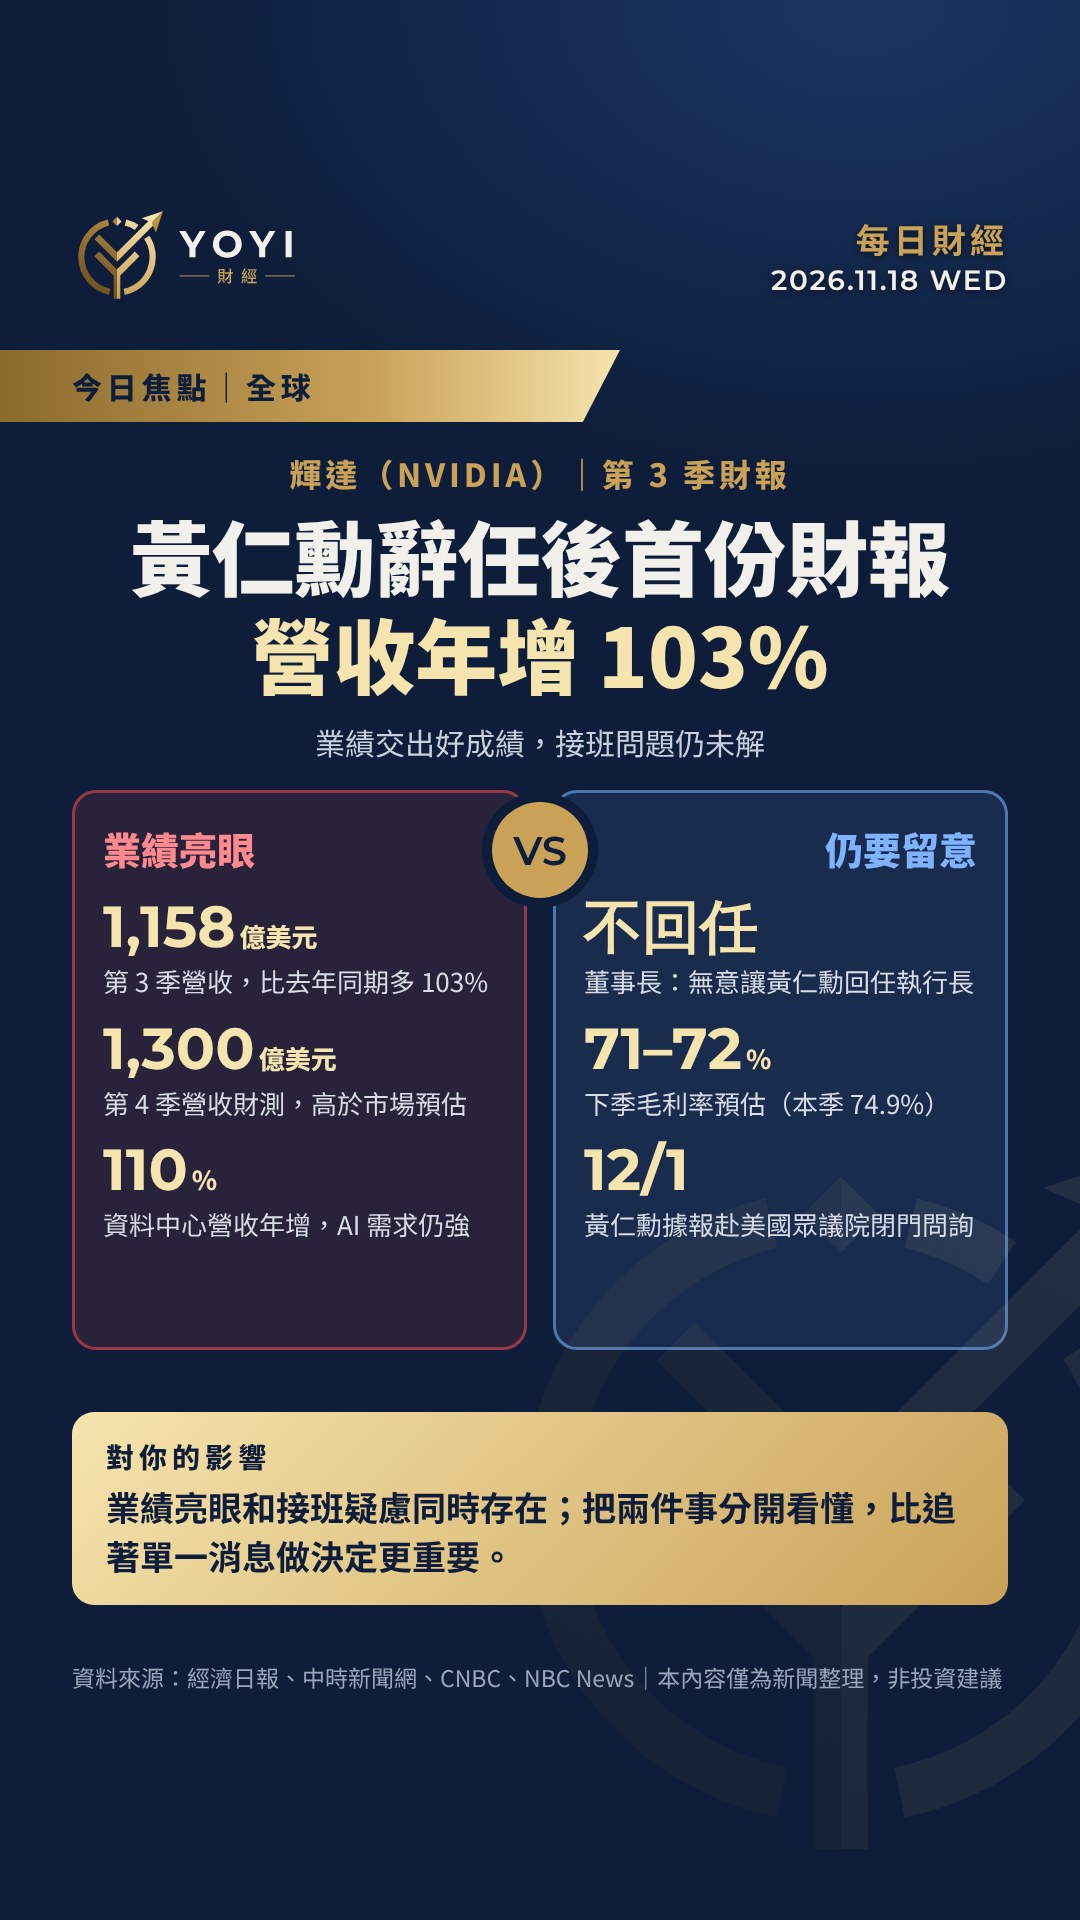 YOYI
財經
每日財經
2026.11.18 WED
今日焦點｜全球
輝達（NVIDIA）｜第 3 季財報
黃仁勳辭任後首份財報
營收年增 103%
業績交出好成績，接班問題仍未解
VS
業績亮眼
1,158 億美元
第 3 季營收，比去年同期多 103%
1,300 億美元
第 4 季營收財測，高於市場預估
110 %
資料中心營收年增，AI 需求仍強
仍要留意
不回任
董事長：無意讓黃仁勳回任執行長
71–72 %
下季毛利率預估（本季 74.9%）
12/1
黃仁勳據報赴美國眾議院閉門問詢
對你的影響
業績亮眼和接班疑慮同時存在；把兩件事分開看懂，比追
著單一消息做決定更重要。
資料來源：經濟日報、中時新聞網、CNBC、NBC News｜本內容僅為新聞整理，非投資建議